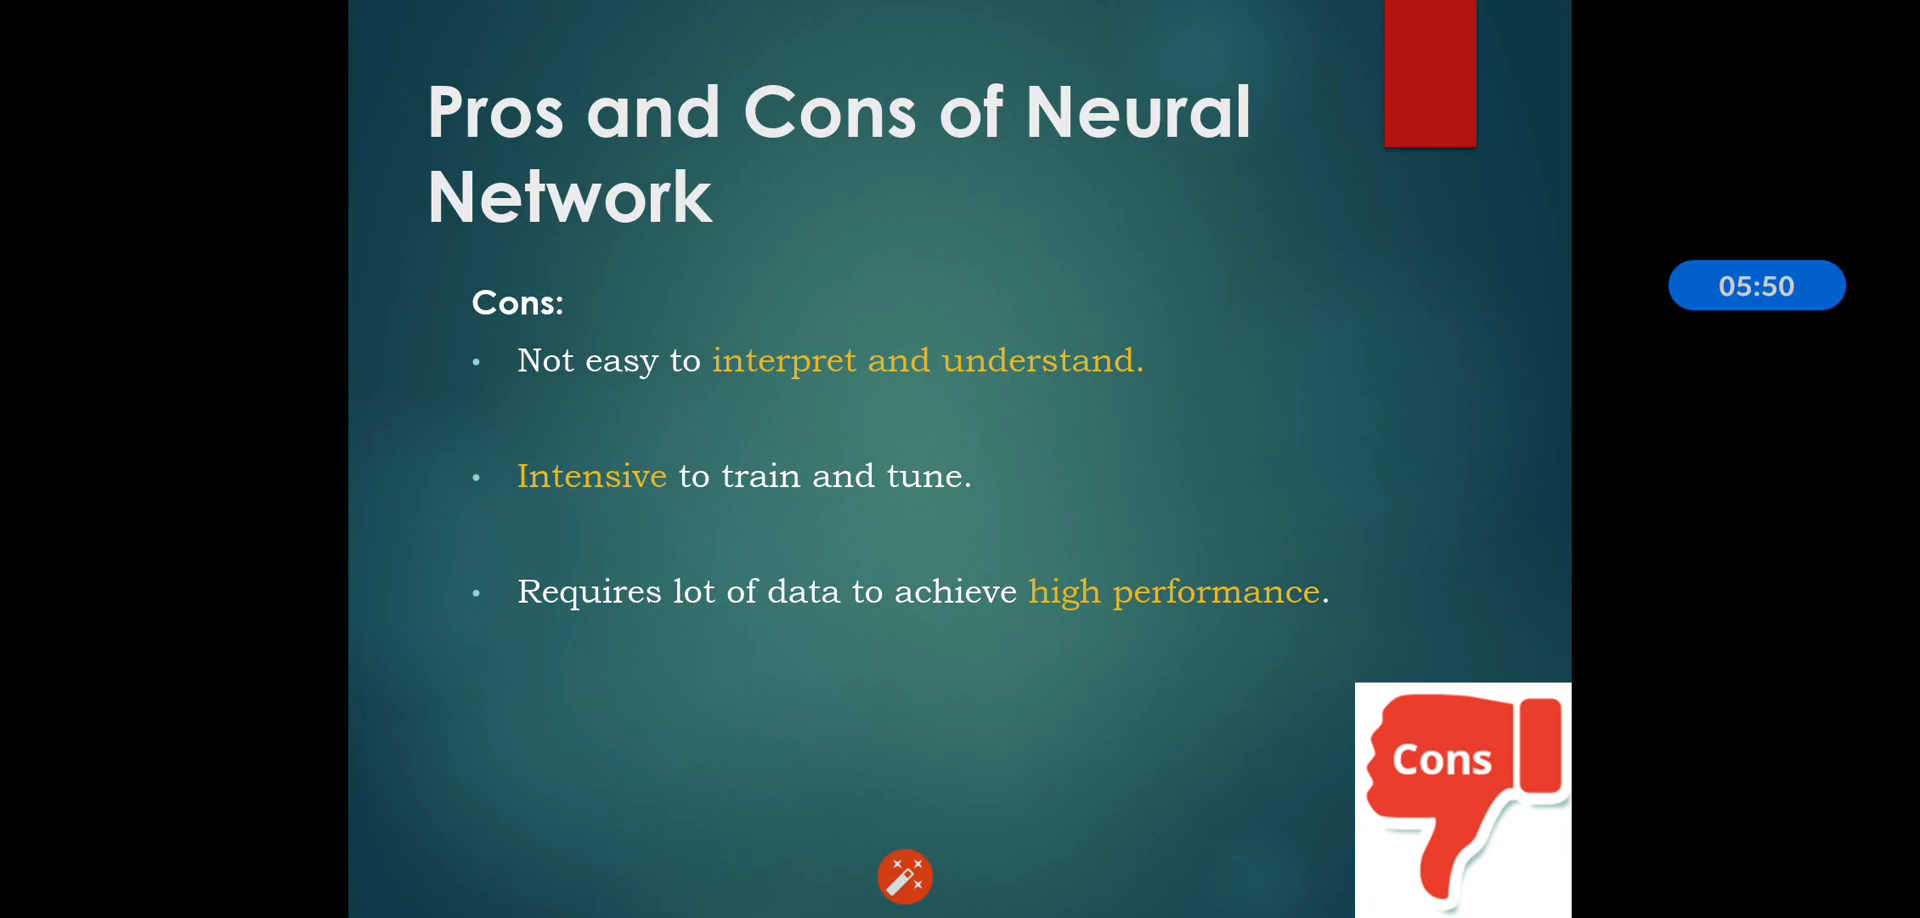 Pros and Cons of Neural
Network
Cons:
• Not easy to interpret and understand.
• Intensive to train and tune.
• Requires lot of data to achieve high performance.
05:50
Cons